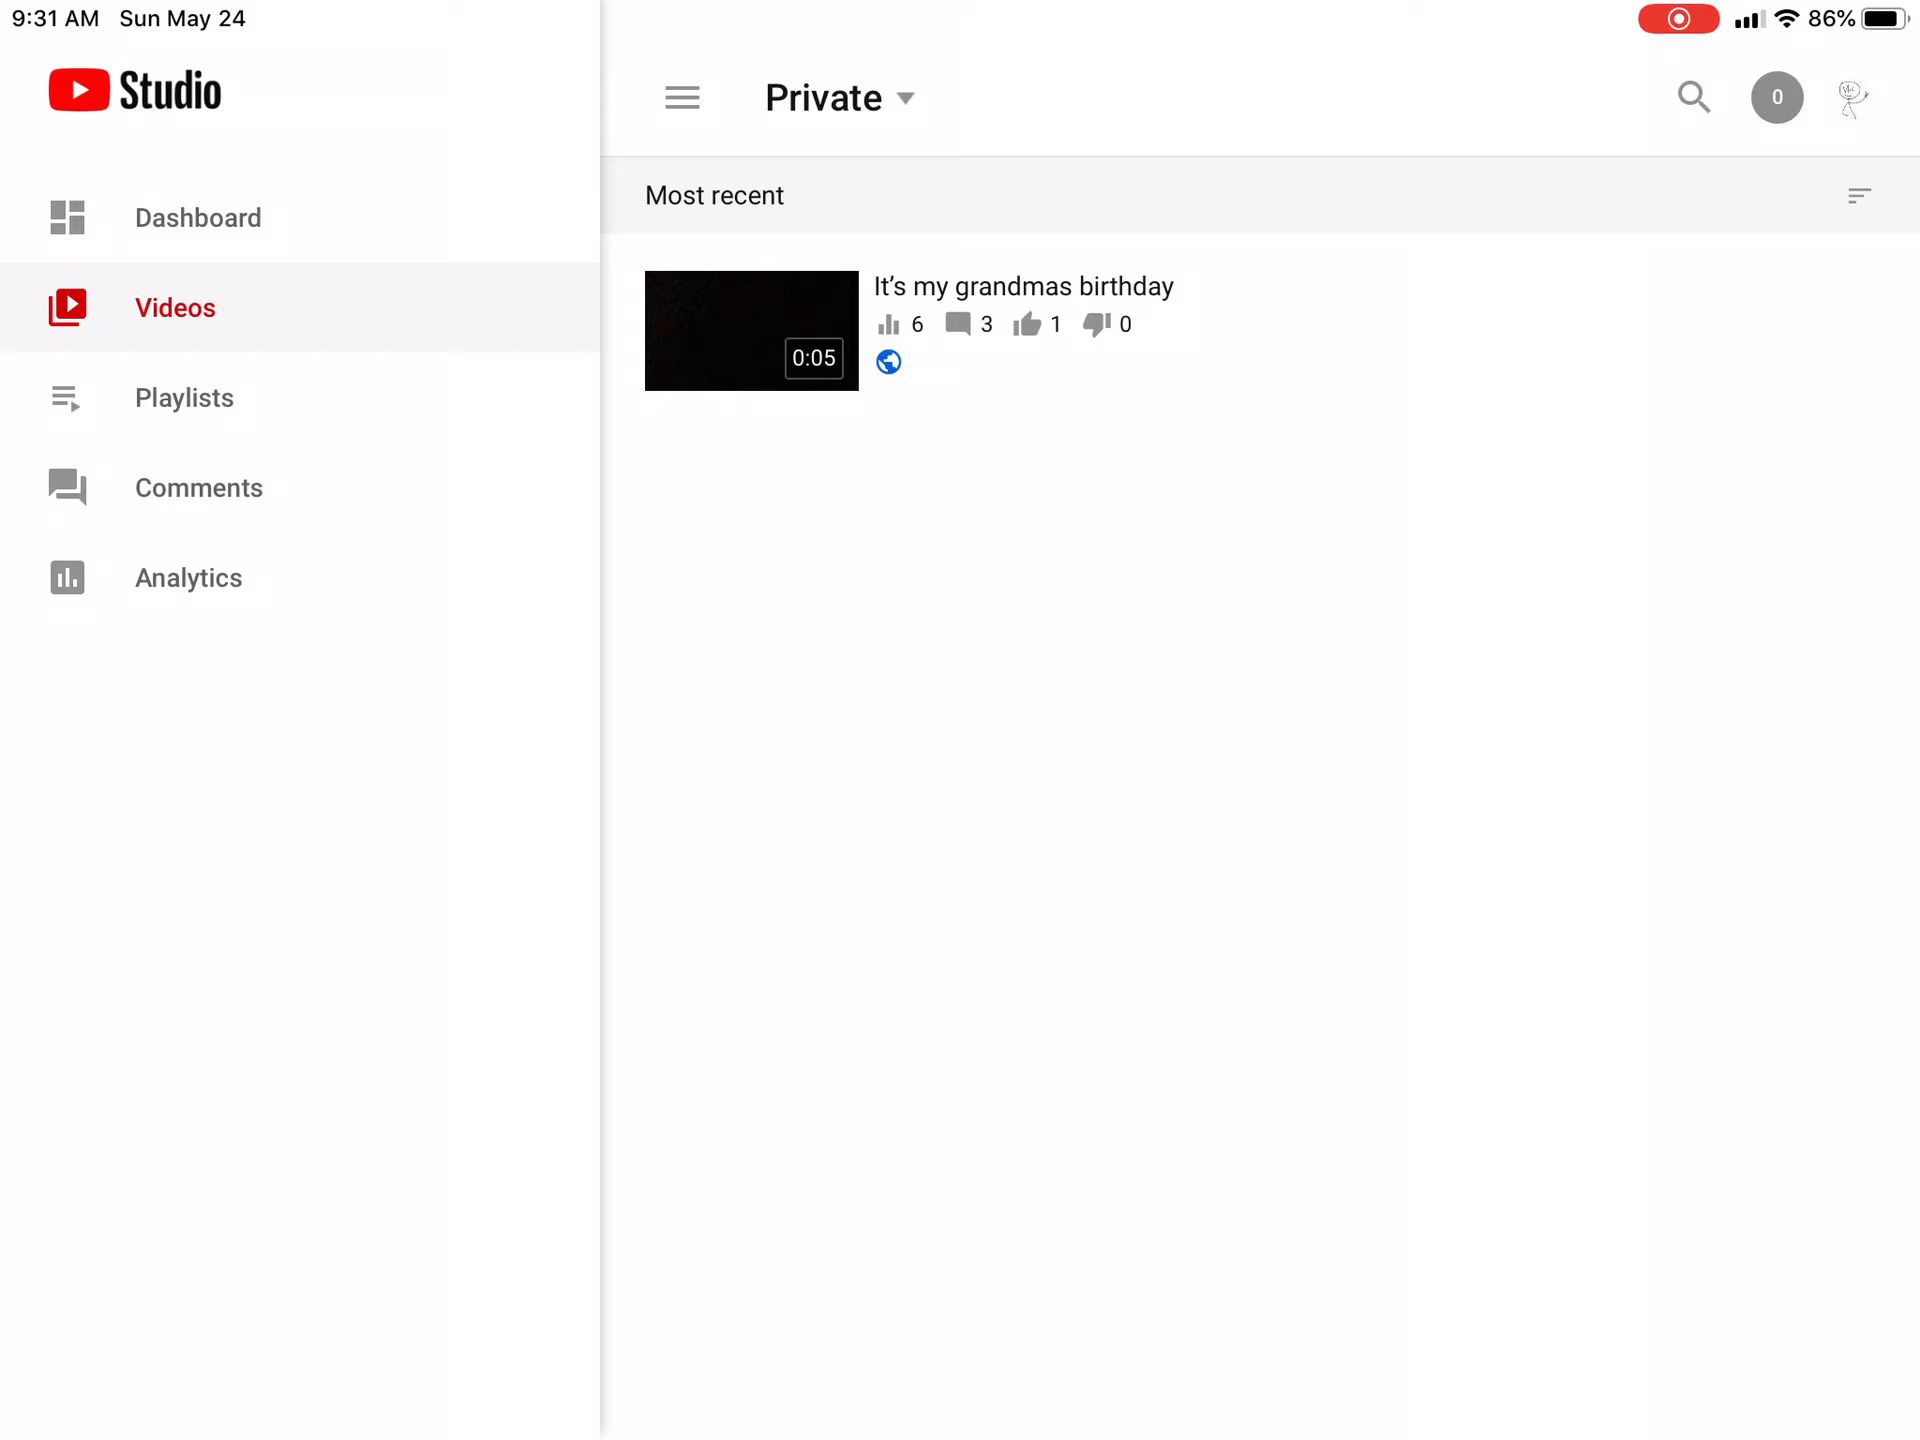 9:31 AM Sun May 24
86%
Studio
Dashboard
Videos
Playlists
Comments
Analytics
Private
0
Most recent
It’s my grandmas birthday
6 3 1 0
0:05